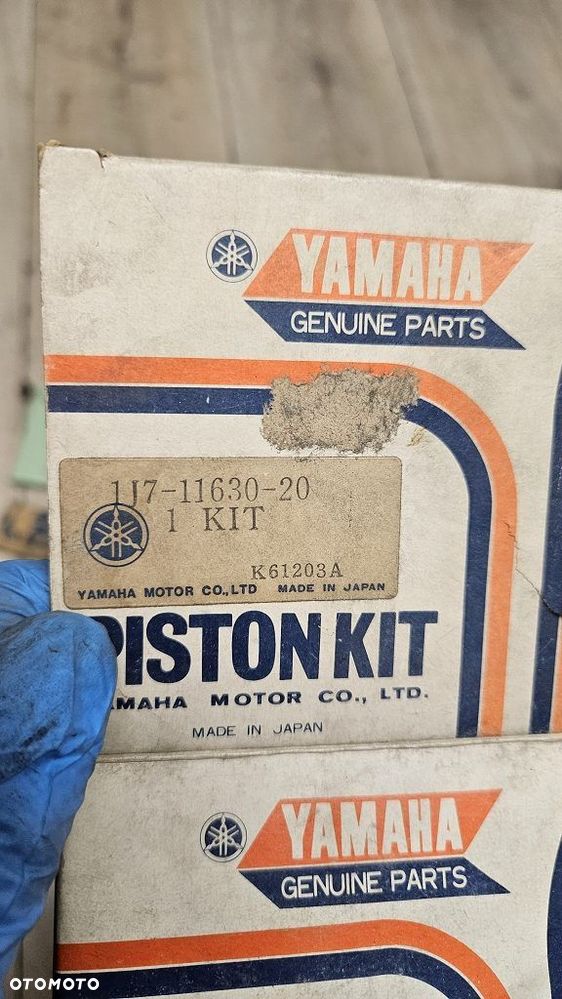 YAMAHA
GENUINE PARTS
1J7-11630-20
1 KIT
K61203A
YAMAHA MOTOR CO.,LTD MADE IN JAPAN
PISTON KIT
YAMAHA MOTOR CO., LTD.
MADE IN JAPAN
YAMAHA
GENUINE PARTS
OTOMOTO